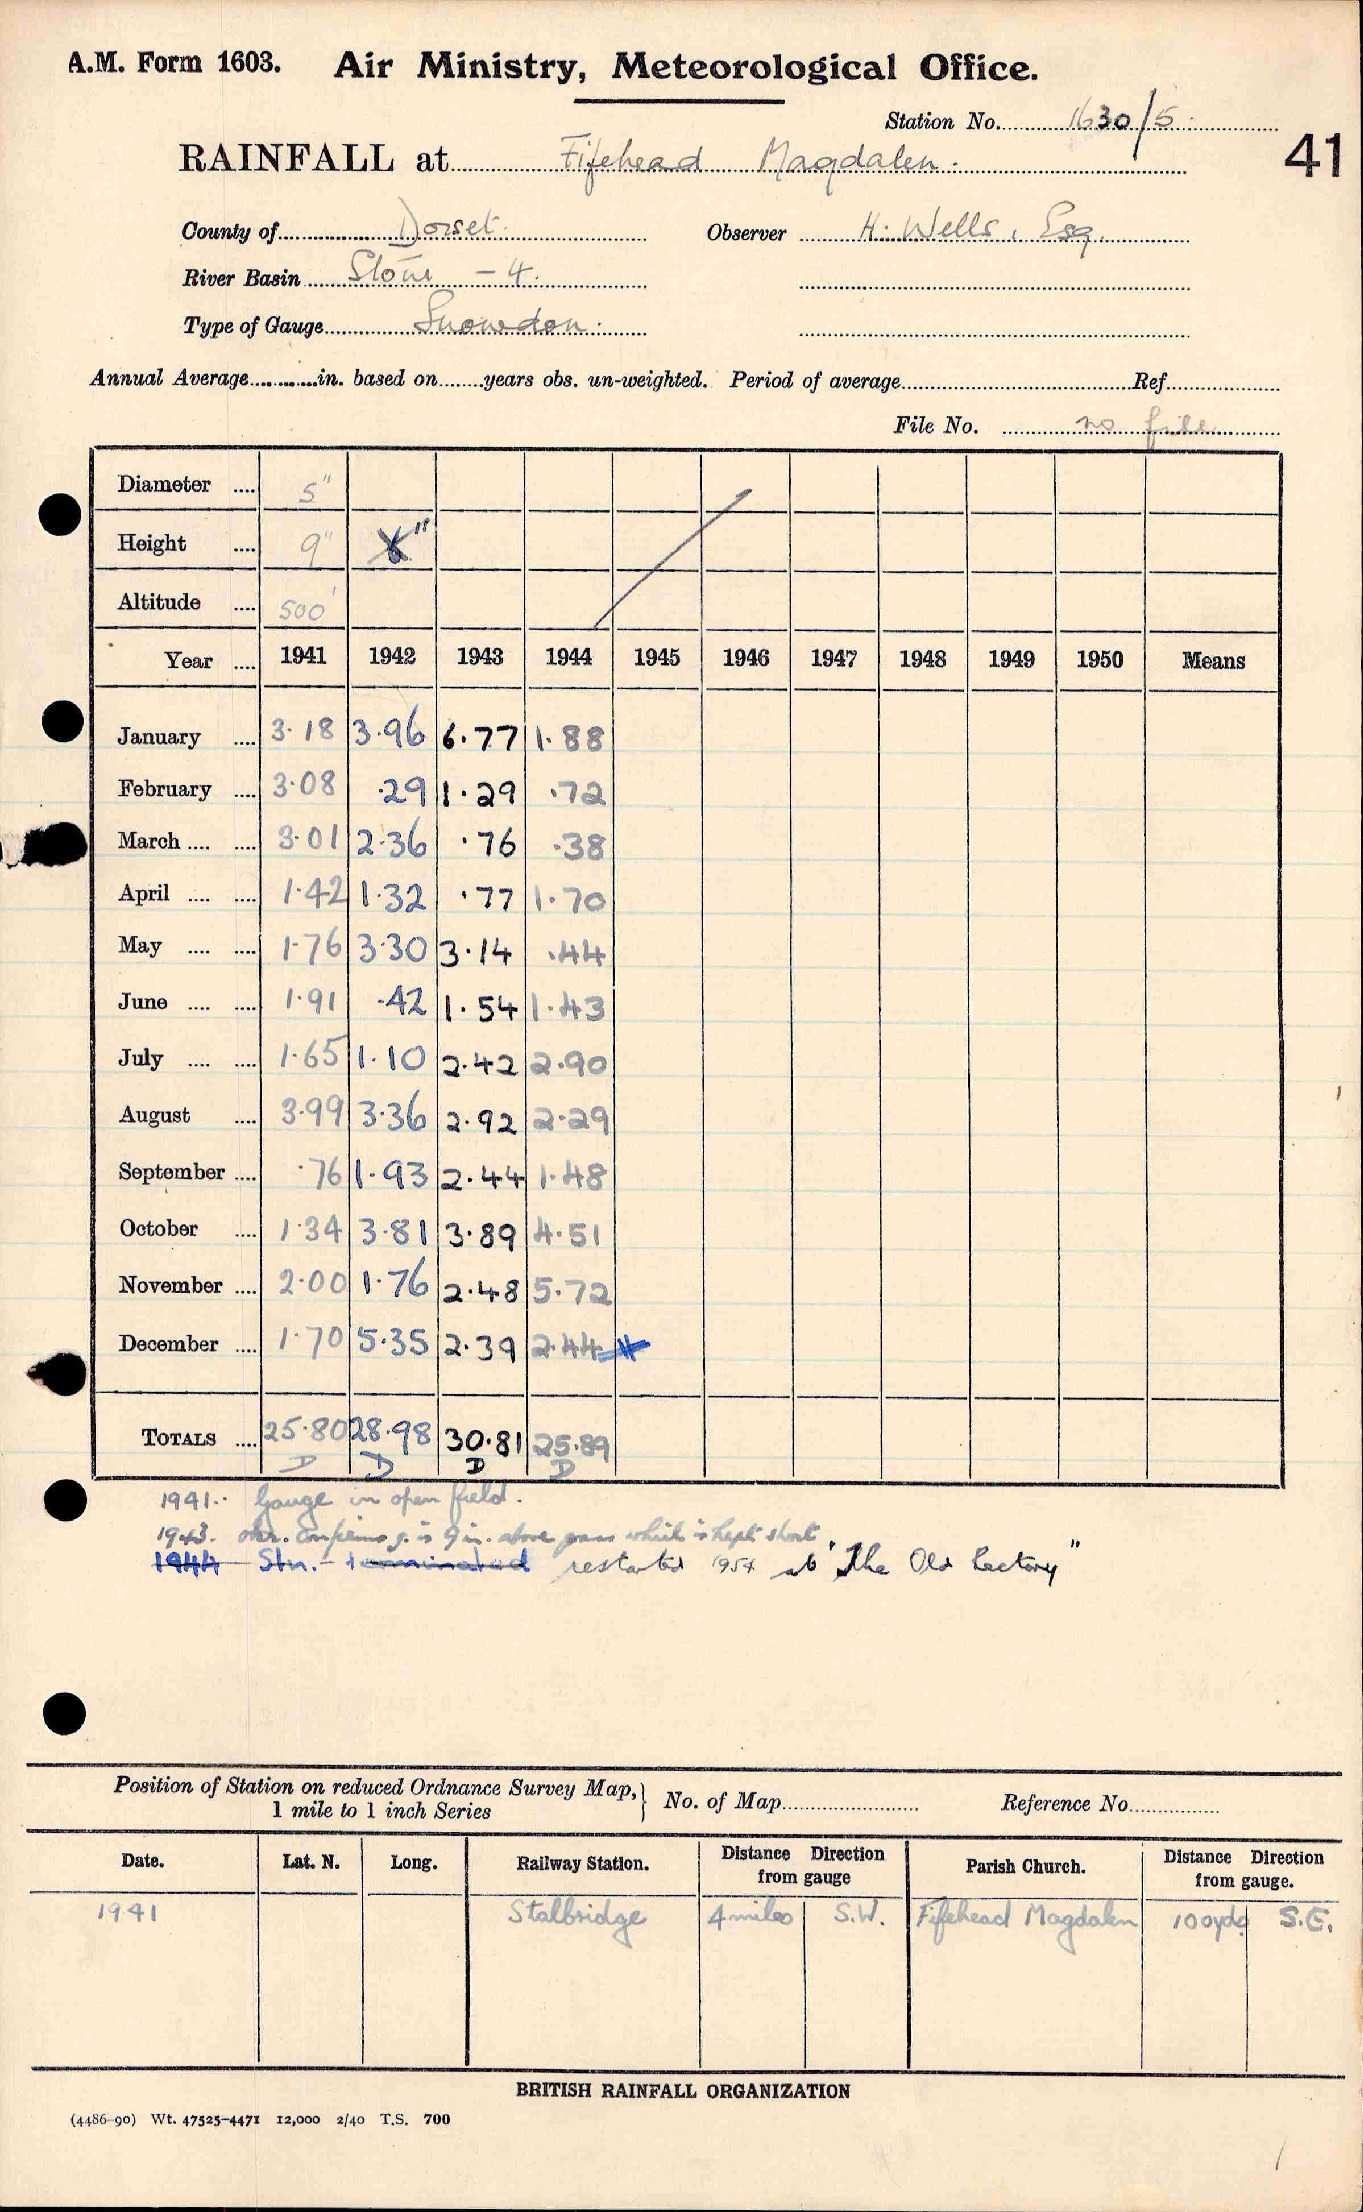 A.M. Form 1603. Air Ministry, Meteorological Office.
Station No. 1630/5.
RAINFALL at Fifehead Magdalen. 41
County of Dorset. Observer H. Wells, Esq.
River Basin Stour - 4.
Type of Gauge Snowdon.
Annual Average in. based on years obs. un-weighted. Period of average Ref
File No. no file
Diameter 5"
Height 9"
Altitude 500'
Year 1941 1942 1943 1944 1945 1946 1947 1948 1949 1950 Means
January 3.18 3.96 6.77 1.88
February 3.08 .29 1.29 .72
March 3.01 2.36 .76 .38
April 1.42 1.32 .77 1.70
May 1.76 3.30 3.14 .44
June 1.91 .42 1.54 1.43
July 1.65 1.10 2.42 2.90
August 3.99 3.36 2.92 2.29
September .76 1.93 2.44 1.48
October 1.34 3.81 3.89 4.51
November 2.00 1.76 2.48 5.72
December 1.70 5.35 2.39 2.44
TOTALS 25.80 28.98 30.81 25.89
D D D D
1941.. Gauge in open field.
1943. obsr. confirms g. is 9 in. above grass which is kept short
1944 Stn. - terminated restarted 1954 at "The Old Rectory"
Position of Station on reduced Ordnance Survey Map, 1 mile to 1 inch Series } No. of Map Reference No.
Date. Lat. N. Long. Railway Station. Distance Direction from gauge Parish Church. Distance Direction from gauge.
1941 Stalbridge 4 miles S.W. Fifehead Magdalen 100yds S.E.
BRITISH RAINFALL ORGANIZATION
(4486-90) Wt. 47525-4471 12,000 2/40 T.S. 700